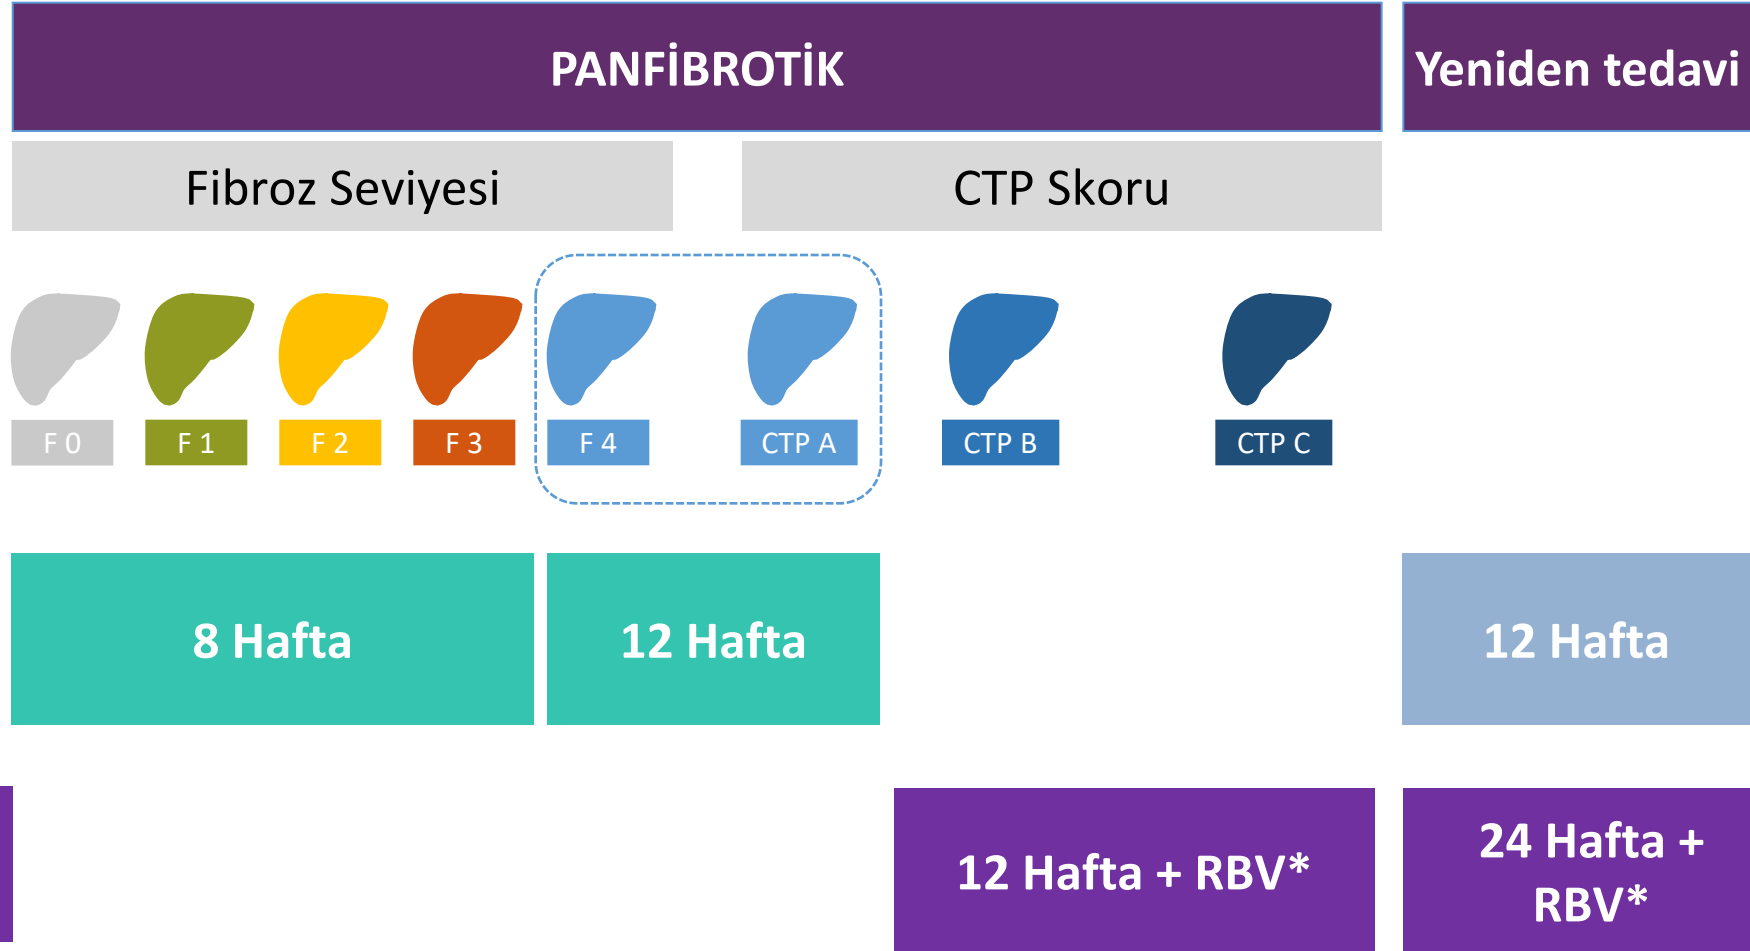 PANFİBROTİK
Yeniden tedavi
Fibroz Seviyesi
CTP Skoru
F 0
F 1
F 2
F 3
F 4
CTP A
CTP B
CTP C
8 Hafta
12 Hafta
12 Hafta
12 Hafta + RBV*
24 Hafta +
RBV*